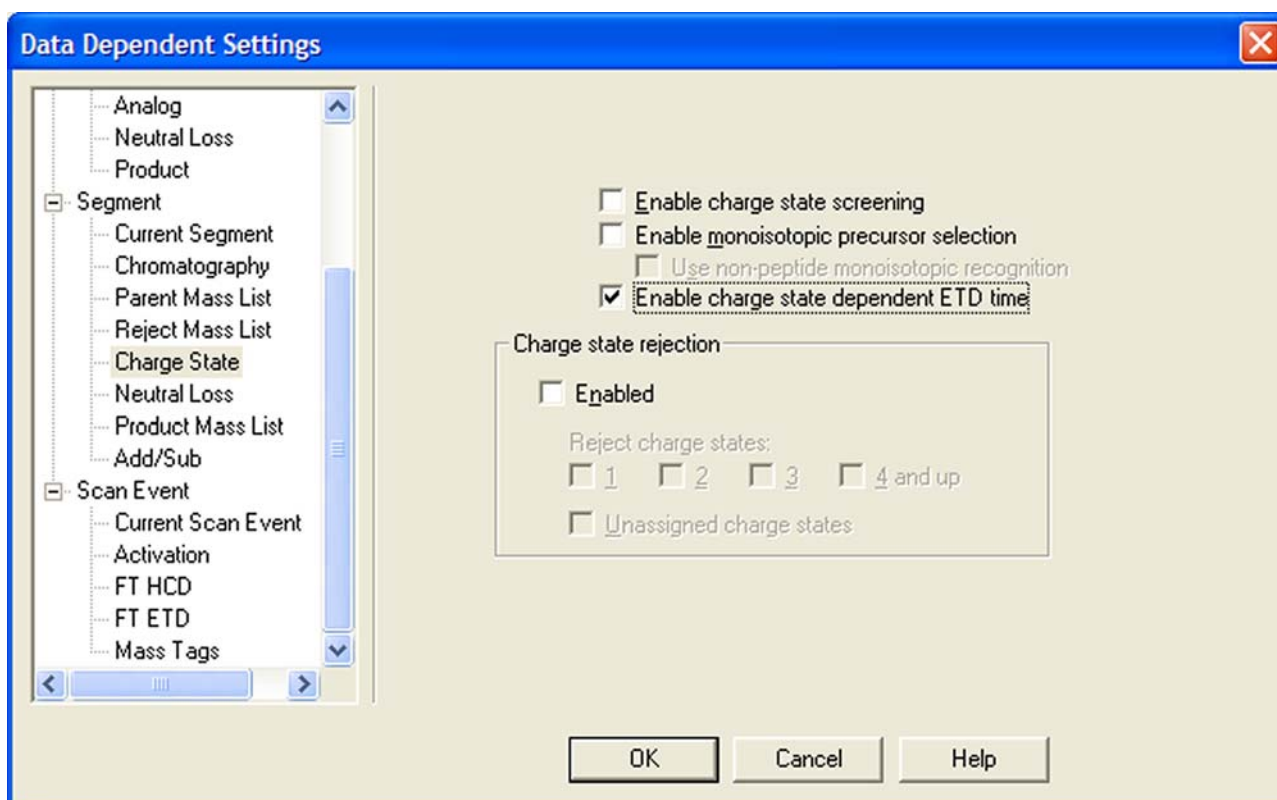 Data Dependent Settings
Analog
Neutral Loss
Product
Segment
Current Segment
Chromatography
Parent Mass List
Reject Mass List
Charge State
Neutral Loss
Product Mass List
Add/Sub
Scan Event
Current Scan Event
Activation
FT HCD
FT ETD
Mass Tags
Enable charge state screening
Enable monoisotopic precursor selection
Use non-peptide monoisotopic recognition
Enable charge state dependent ETD time
Charge state rejection
Enabled
Reject charge states:
1 2 3 4 and up
Unassigned charge states
OK Cancel Help